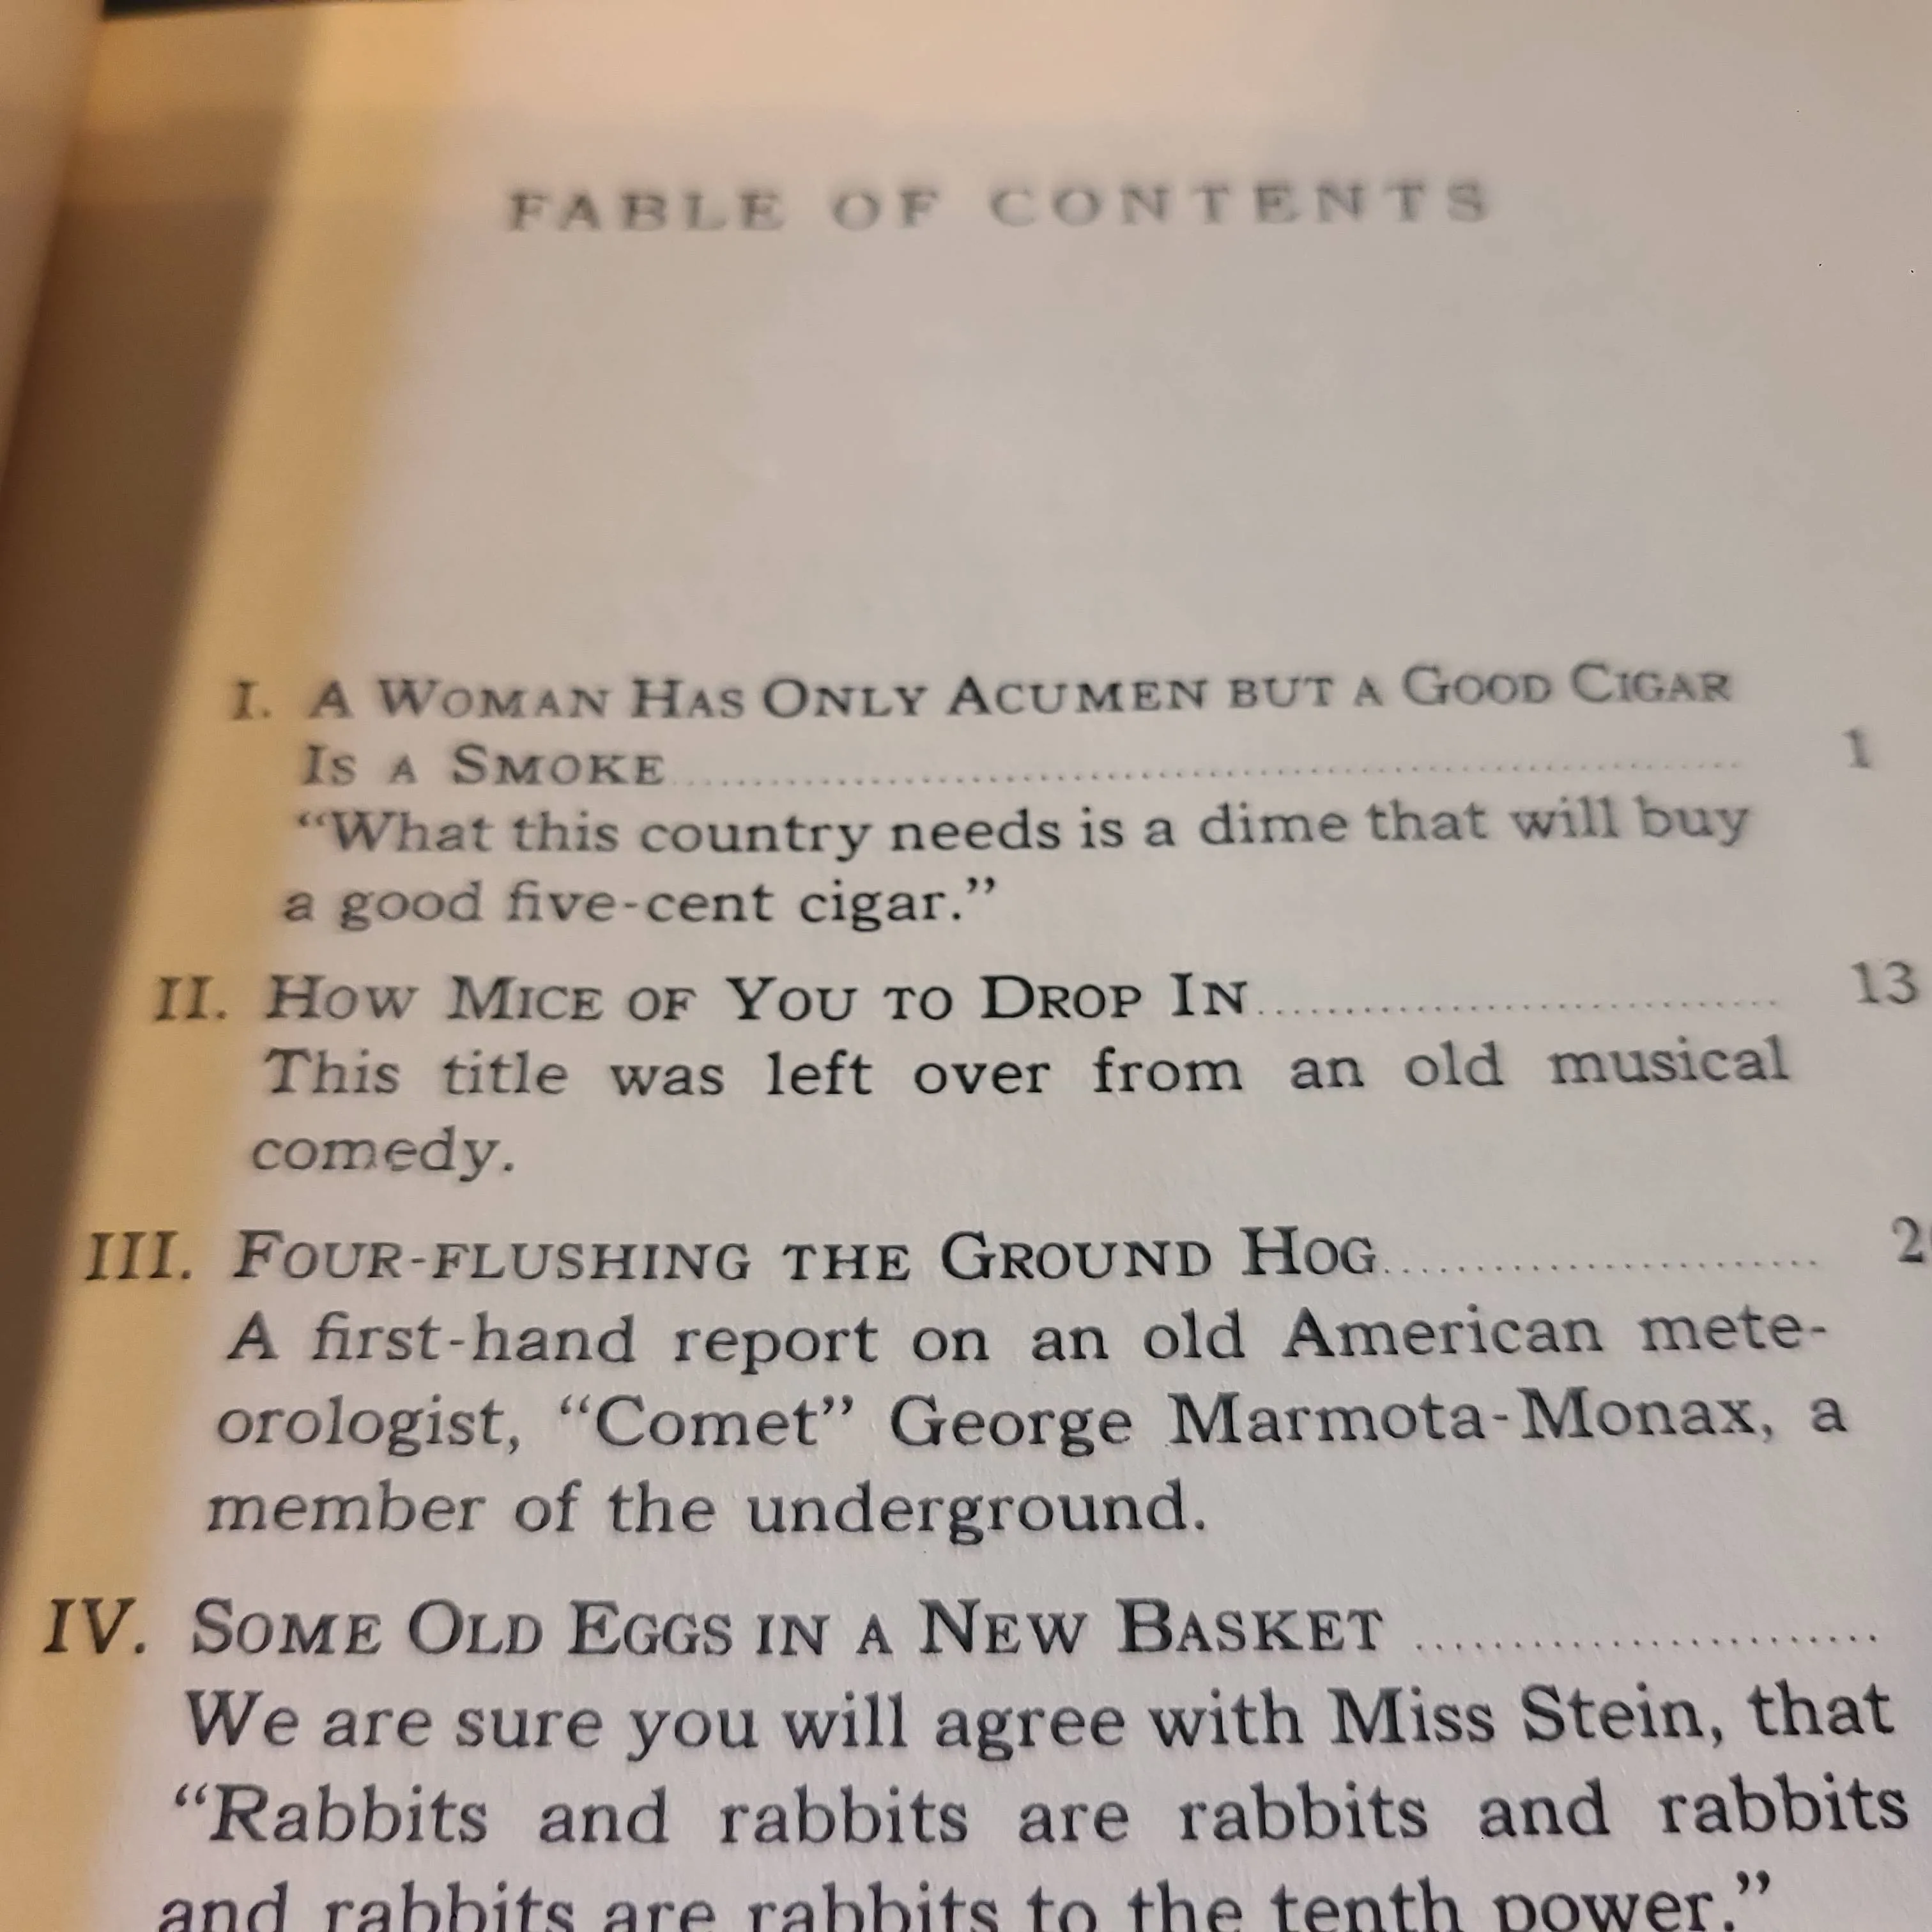 FABLE OF CONTENTS
I. A WOMAN HAS ONLY ACUMEN BUT A GOOD CIGAR
IS A SMOKE.................... 1
“What this country needs is a dime that will buy
a good five-cent cigar.”
II. HOW MICE OF YOU TO DROP IN.................... 13
This title was left over from an old musical
comedy.
III. FOUR-FLUSHING THE GROUND HOG....................
A first-hand report on an old American mete-
orologist, “Comet” George Marmota-Monax, a
member of the underground.
IV. SOME OLD EGGS IN A NEW BASKET ....................
We are sure you will agree with Miss Stein, that
“Rabbits and rabbits are rabbits and rabbits
and rabbits are rabbits to the tenth power.”